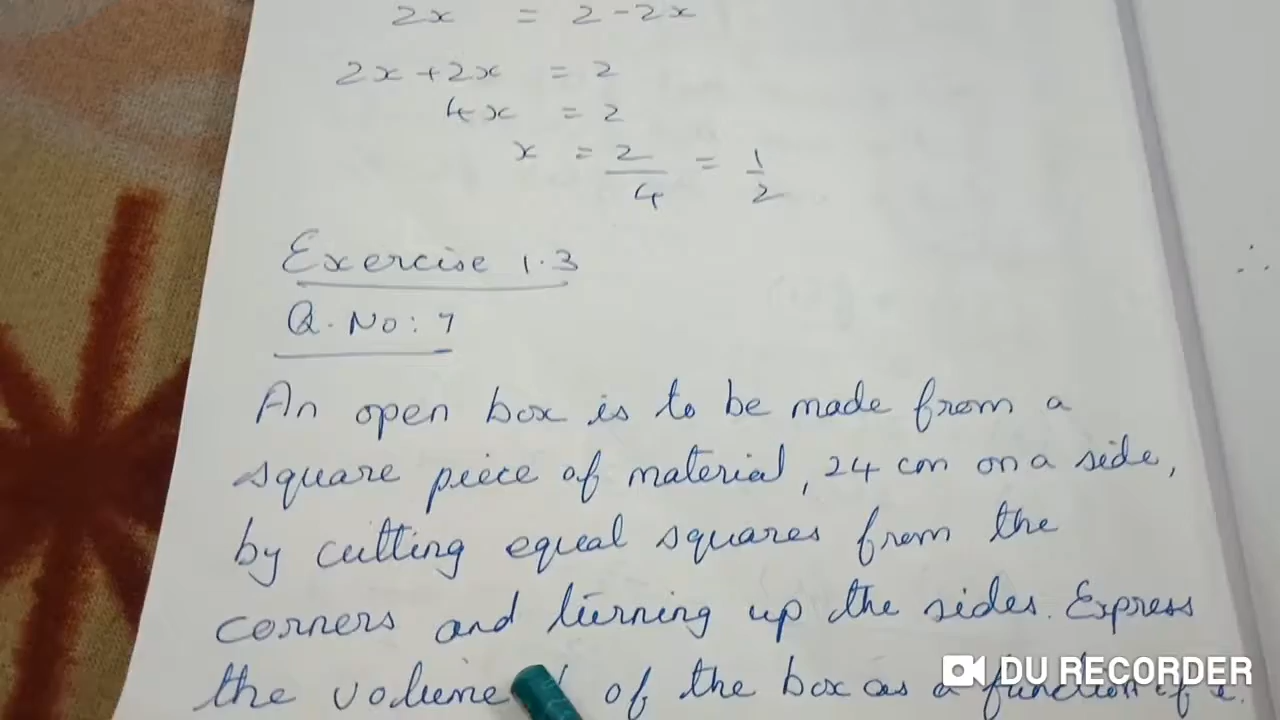 2x = 2 - 2x
2x + 2x = 2
4x = 2
x = 2/4 = 1/2
Exercise 1.3
Q. No: 7
An open box is to be made from a
square piece of material, 24 cm on a side,
by cutting equal squares from the
corners and turning up the sides. Express
the volume of the box as a function of x.
DU RECORDER